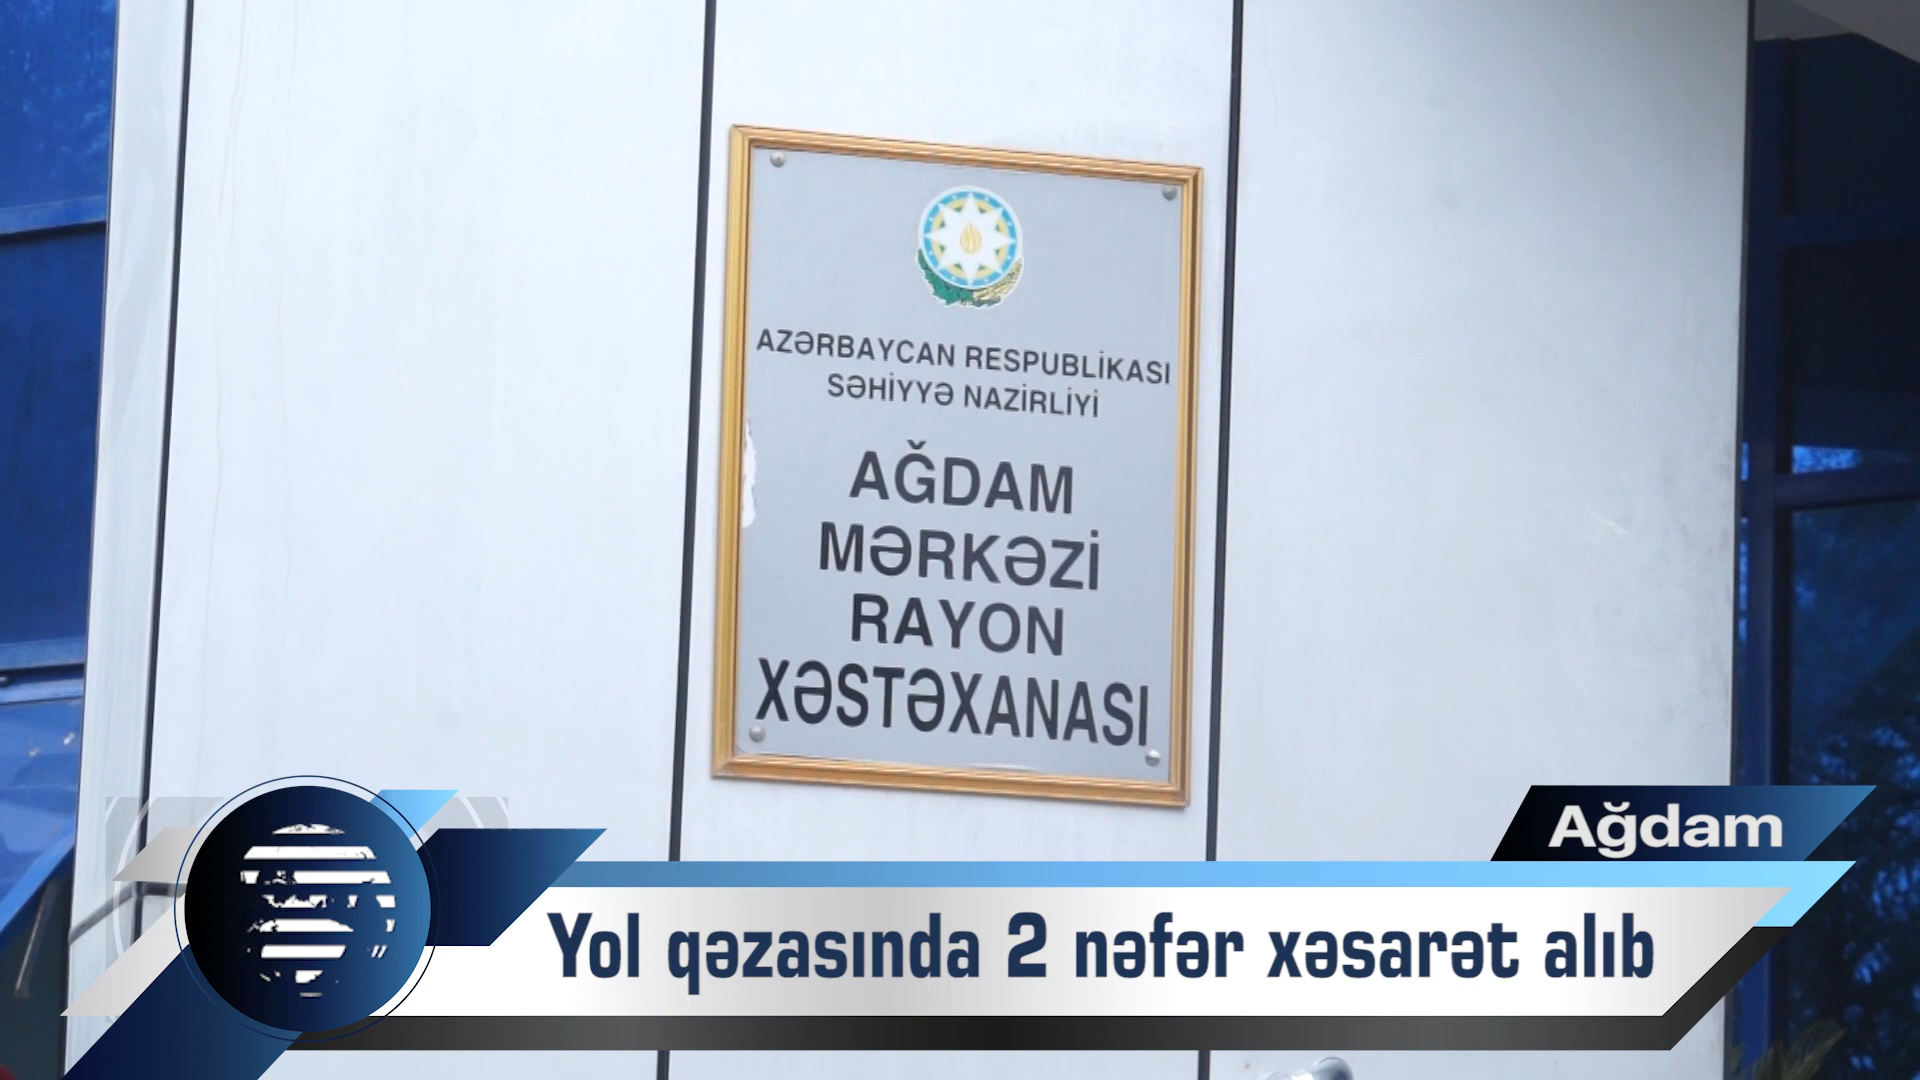 AZƏRBAYCAN RESPUBLİKASI
SƏHİYYƏ NAZİRLİYİ
AĞDAM
MƏRKƏZİ
RAYON
XƏSTƏXANASI
Ağdam
Yol qəzasında 2 nəfər xəsarət alıb